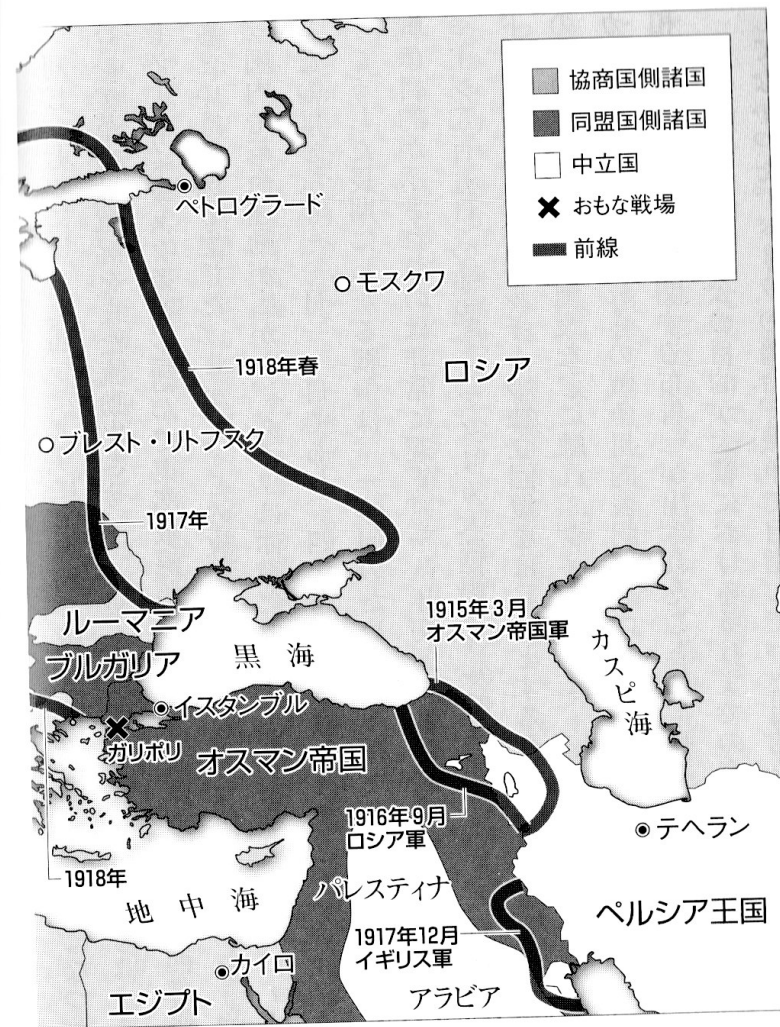 協商国側諸国
同盟国側諸国
中立国
おもな戦場
前線
ペトログラード
モスクワ
1918年春
ロシア
ブレスト・リトフスク
1917年
ルーマニア
黒海
1915年3月
オスマン帝国軍
カスピ海
ブルガリア
イスタンブル
ガリポリ
オスマン帝国
1916年9月
ロシア軍
テヘラン
1918年
地中海
パレスティナ
ペルシア王国
1917年12月
イギリス軍
カイロ
エジプト
アラビア